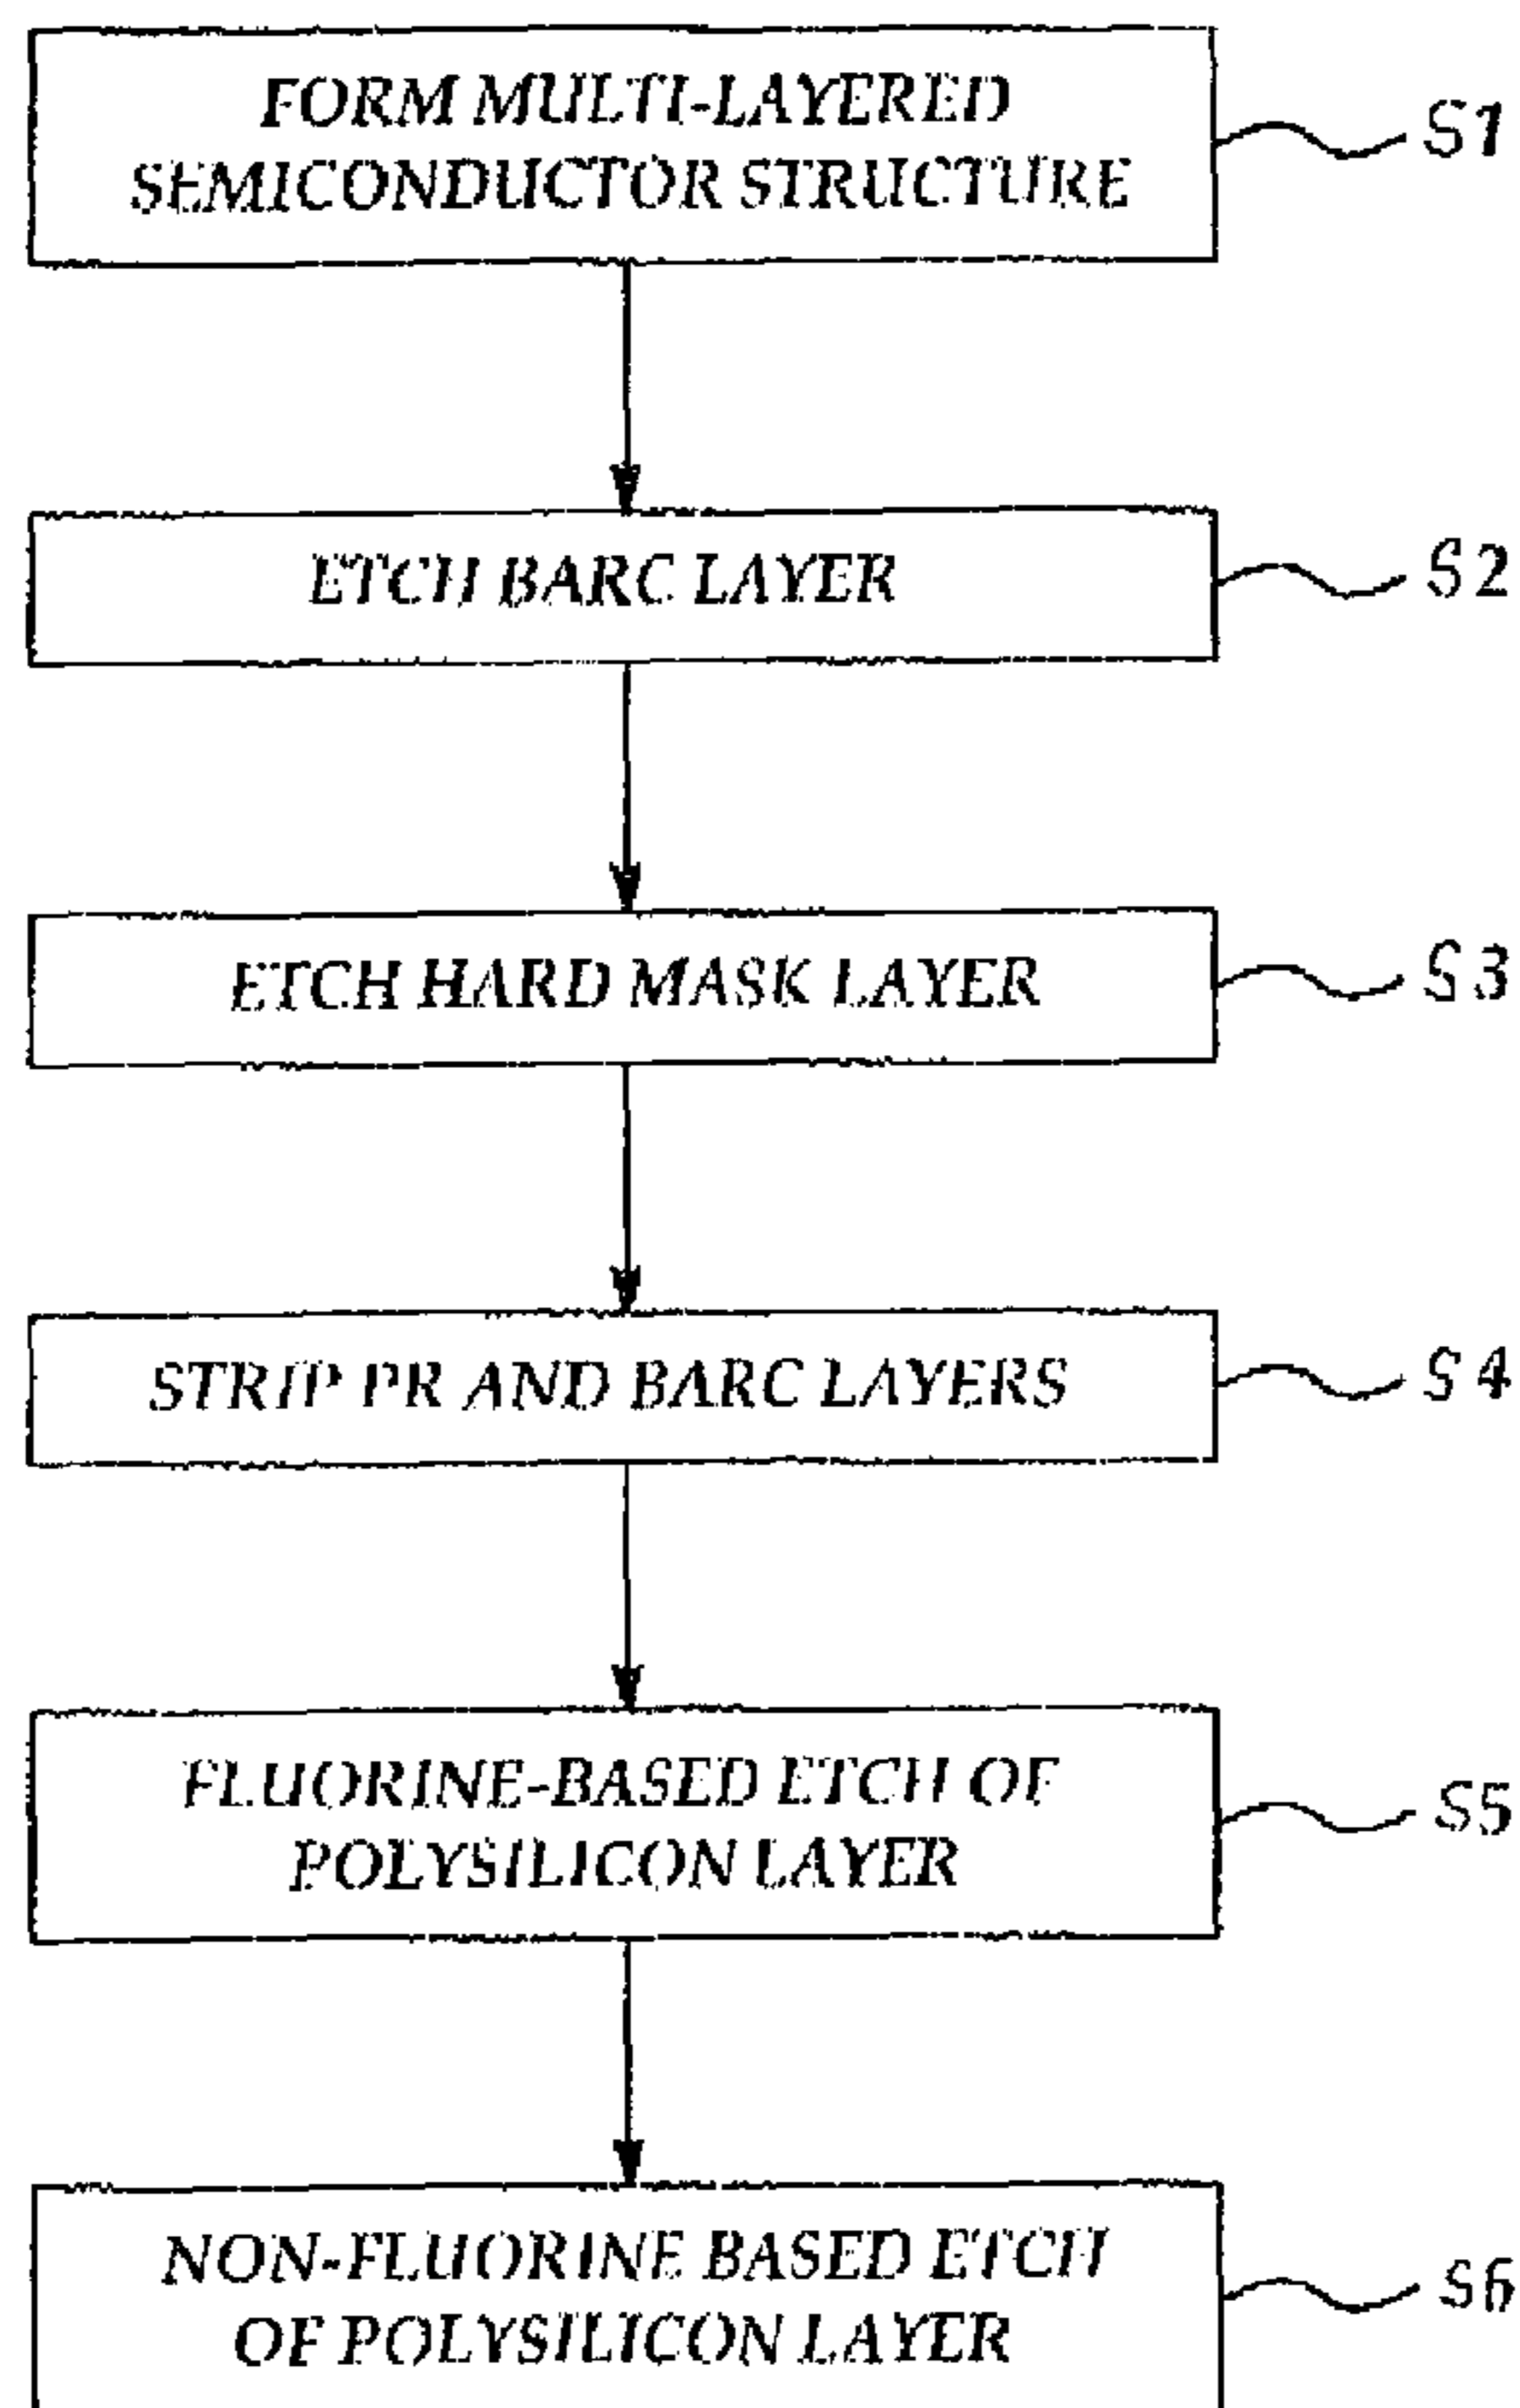 FORM MULTI-LAYERED
SEMICONDUCTOR STRUCTURE
S1
ETCH BARC LAYER
S2
ETCH HARD MASK LAYER
S3
STRIP PR AND BARC LAYERS
S4
FLUORINE-BASED ETCH OF
POLYSILICON LAYER
S5
NON-FLUORINE BASED ETCH
OF POLYSILICON LAYER
S6